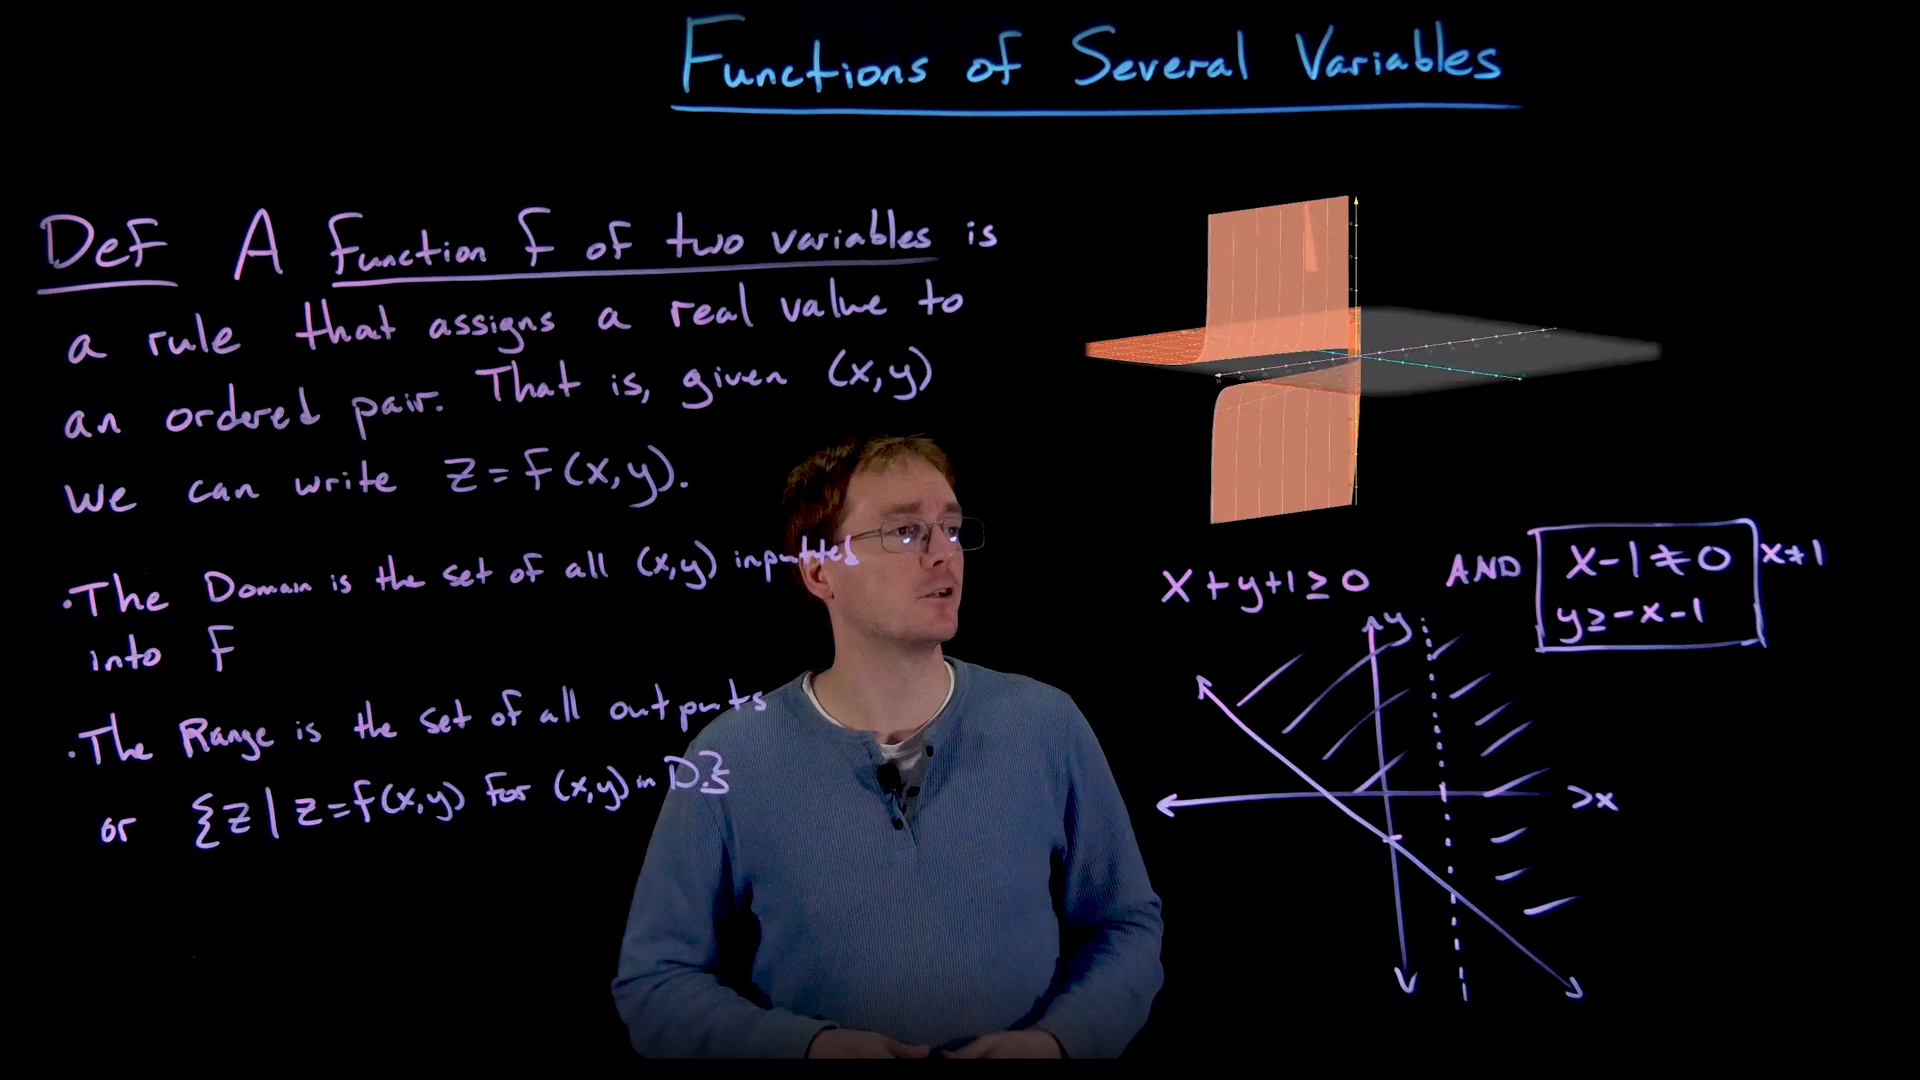 Functions of Several Variables
Def A function f of two variables is
a rule that assigns a real value to
an ordered pair. That is, given (x,y)
We can write z=f(x,y).
·The Domain is the set of all (x,y) inputted
into f
·The Range is the set of all outputs
or {z | z=f(x,y) for (x,y) in D.}
x+y+1≥0 AND x-1≠0 x≠1
y≥-x-1
y
x